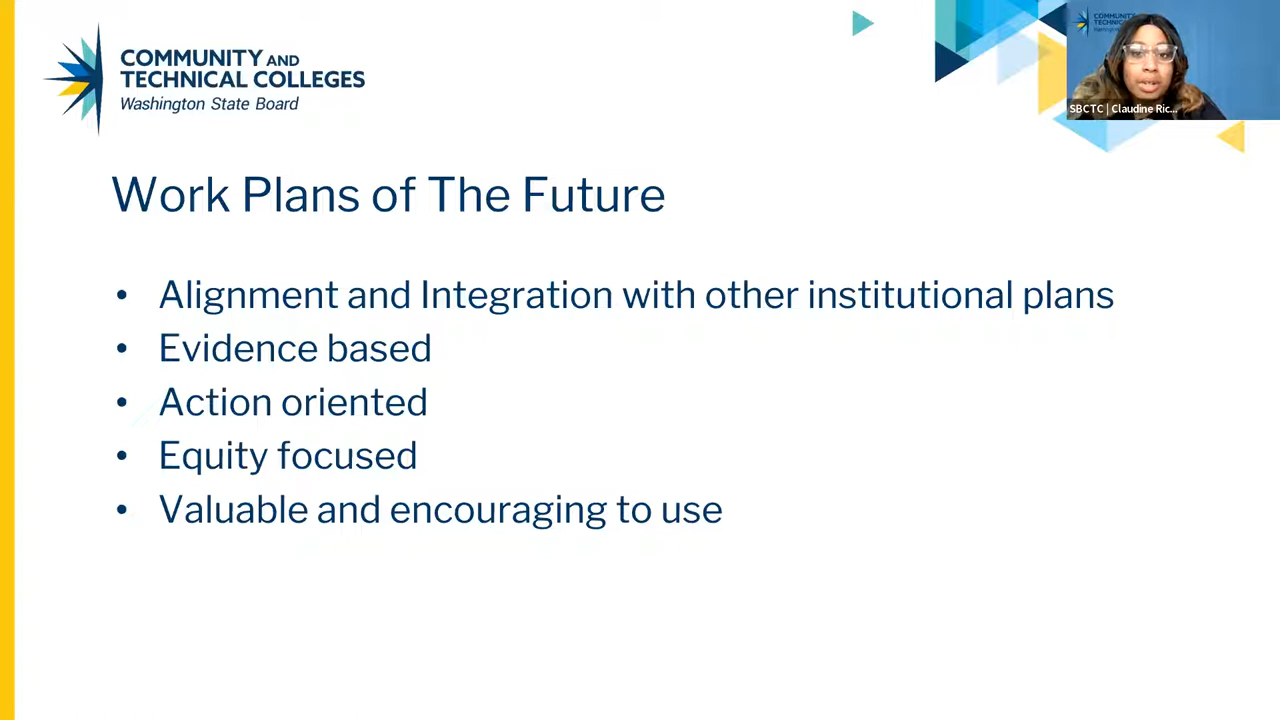 COMMUNITY AND
TECHNICAL COLLEGES
Washington State Board
COMMUNITY
SBCTC | Claudine Ric...
Work Plans of The Future
• Alignment and Integration with other institutional plans
• Evidence based
• Action oriented
• Equity focused
• Valuable and encouraging to use